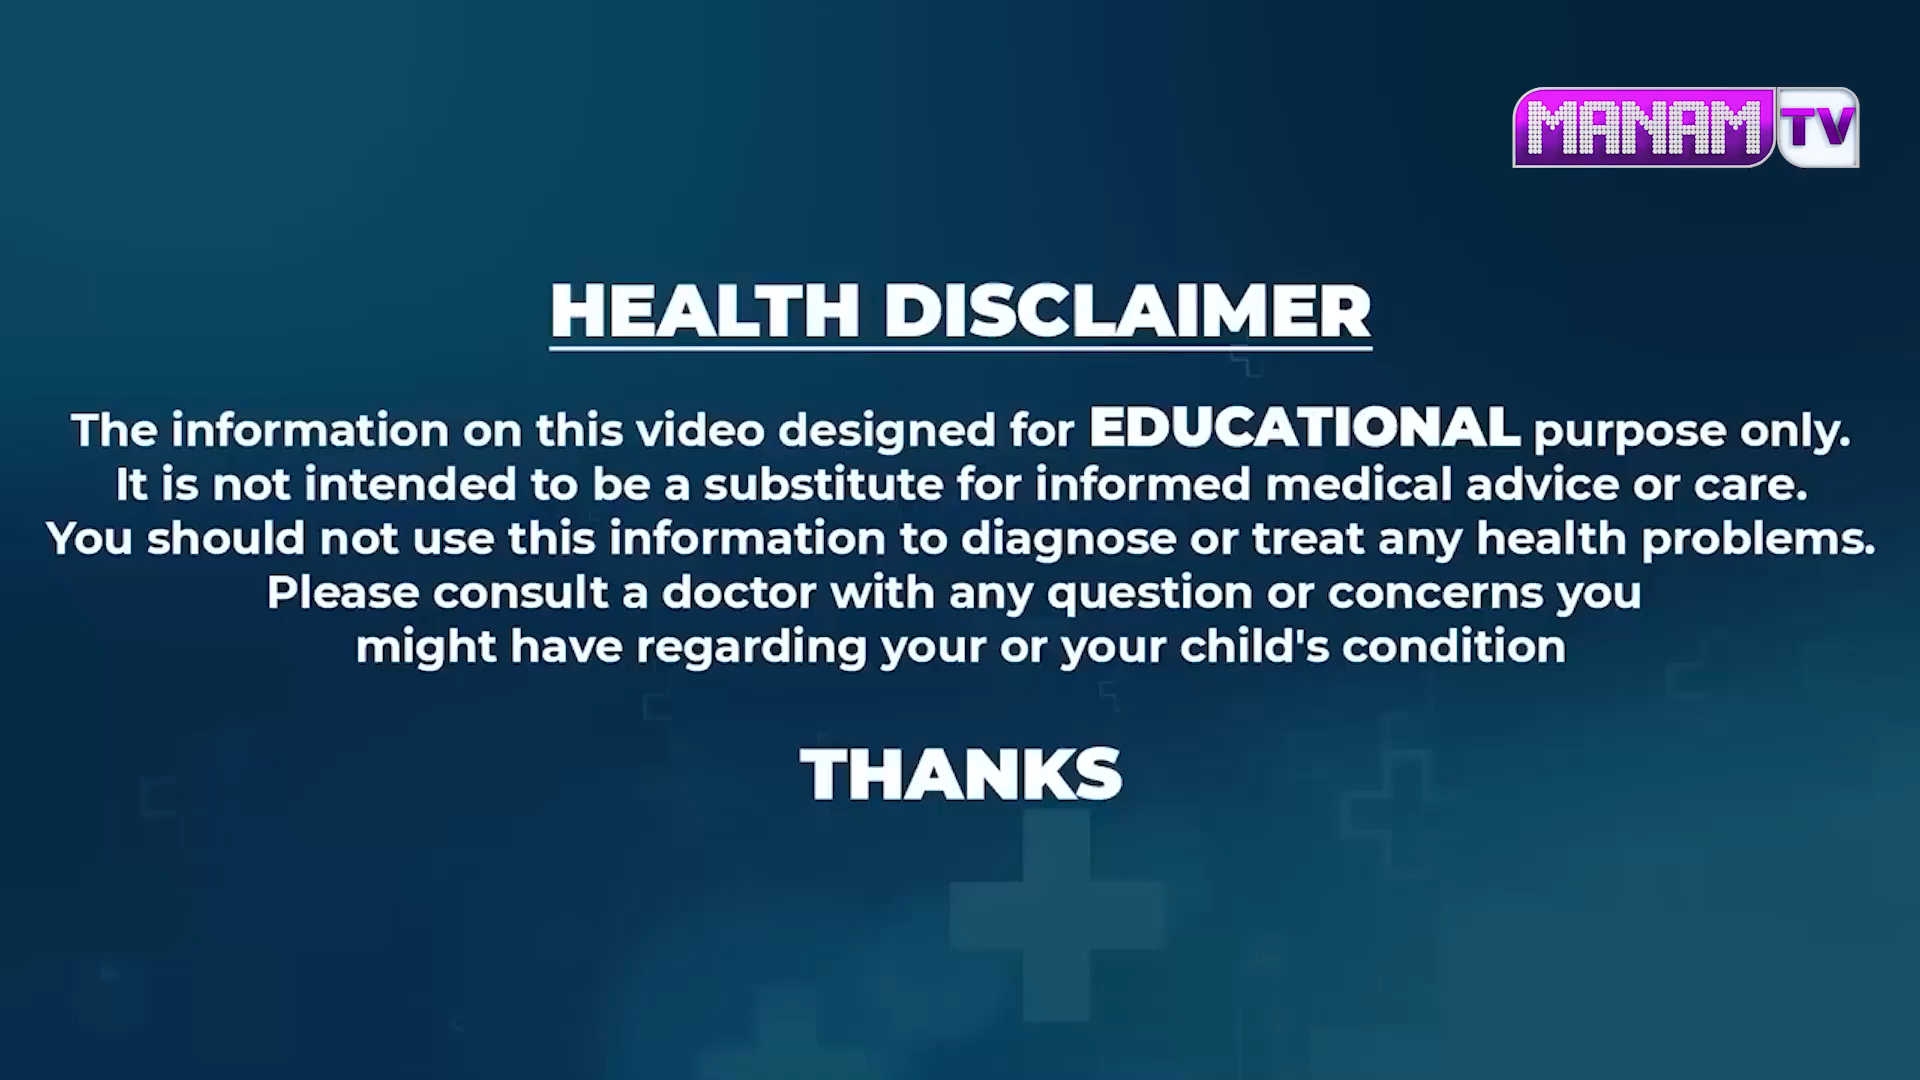 MANAM TV
HEALTH DISCLAIMER
The information on this video designed for EDUCATIONAL purpose only.
It is not intended to be a substitute for informed medical advice or care.
You should not use this information to diagnose or treat any health problems.
Please consult a doctor with any question or concerns you
might have regarding your or your child's condition
THANKS